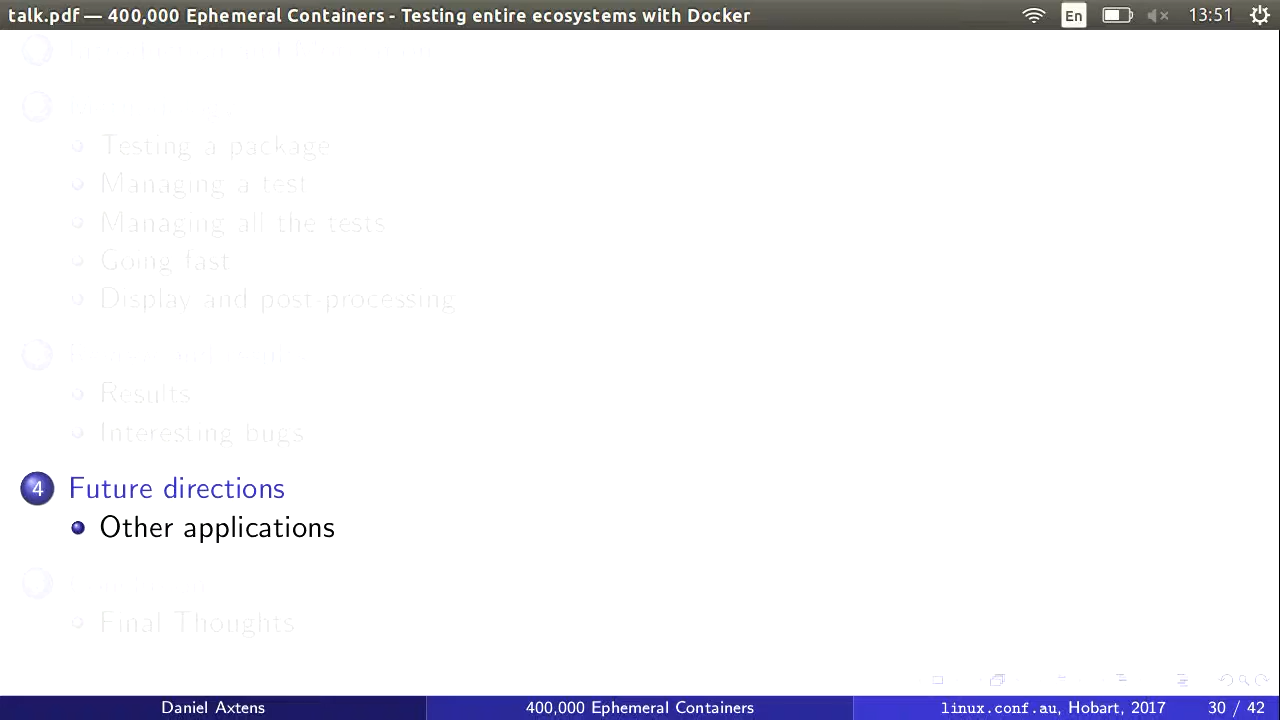 talk.pdf — 400,000 Ephemeral Containers - Testing entire ecosystems with Docker
En
13:51
Testing a package
Managing a test
Managing all the tests
Going fast
Display and post-processing
Results
Interesting bugs
4 Future directions
Other applications
Final Thoughts
Daniel Axtens
400,000 Ephemeral Containers
linux.conf.au, Hobart, 2017
30 / 42